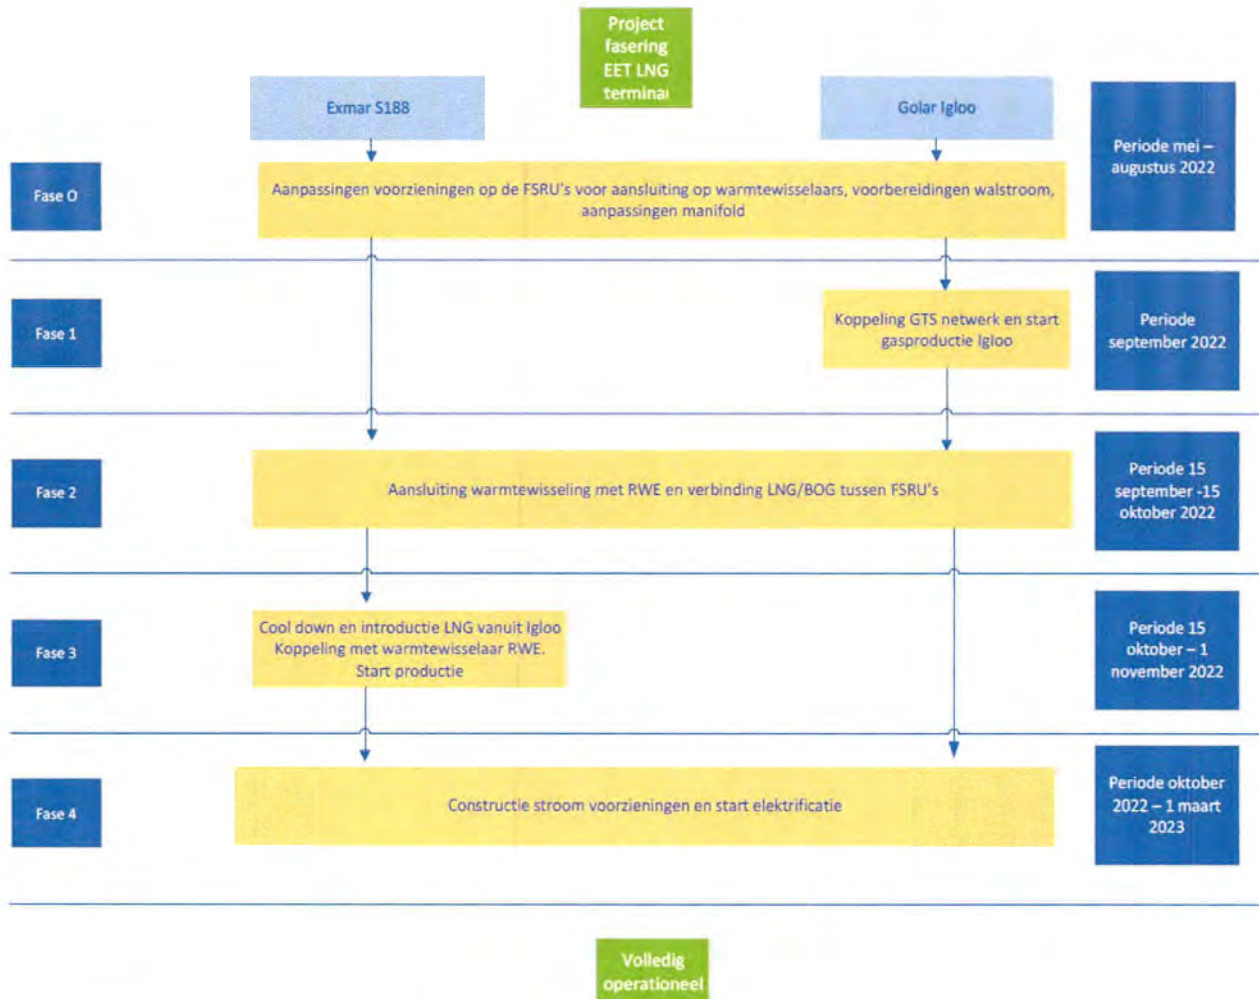 Project
fasering
EET LNG
terminal
Exmar S188
Golar Igloo
Periode mei –
augustus 2022
Fase O
Aanpassingen voorzieningen op de FSRU's voor aansluiting op warmtewisselaars, voorbereidingen walstroom,
aanpassingen manifold
Fase 1
Koppeling GTS netwerk en start
gasproductie Igloo
Periode
september 2022
Fase 2
Aansluiting warmtewisseling met RWE en verbinding LNG/BOG tussen FSRU's
Periode 15
september -15
oktober 2022
Fase 3
Cool down en introductie LNG vanuit Igloo
Koppeling met warmtewisselaar RWE.
Start productie
Periode 15
oktober – 1
november 2022
Fase 4
Constructie stroom voorzieningen en start elektrificatie
Periode oktober
2022 – 1 maart
2023
Volledig
operationeel